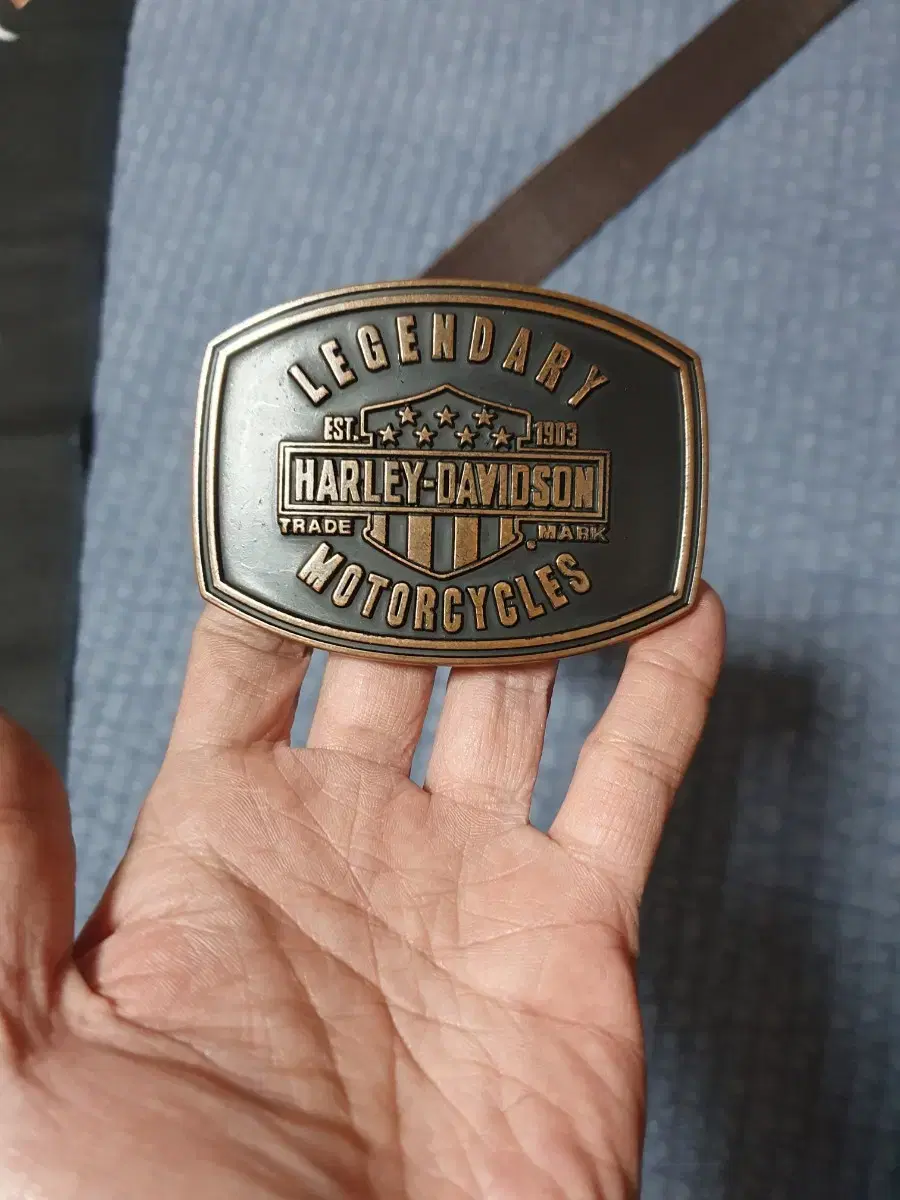 LEGENDARY
EST. 1903
HARLEY-DAVIDSON
TRADE MARK
MOTORCYCLES